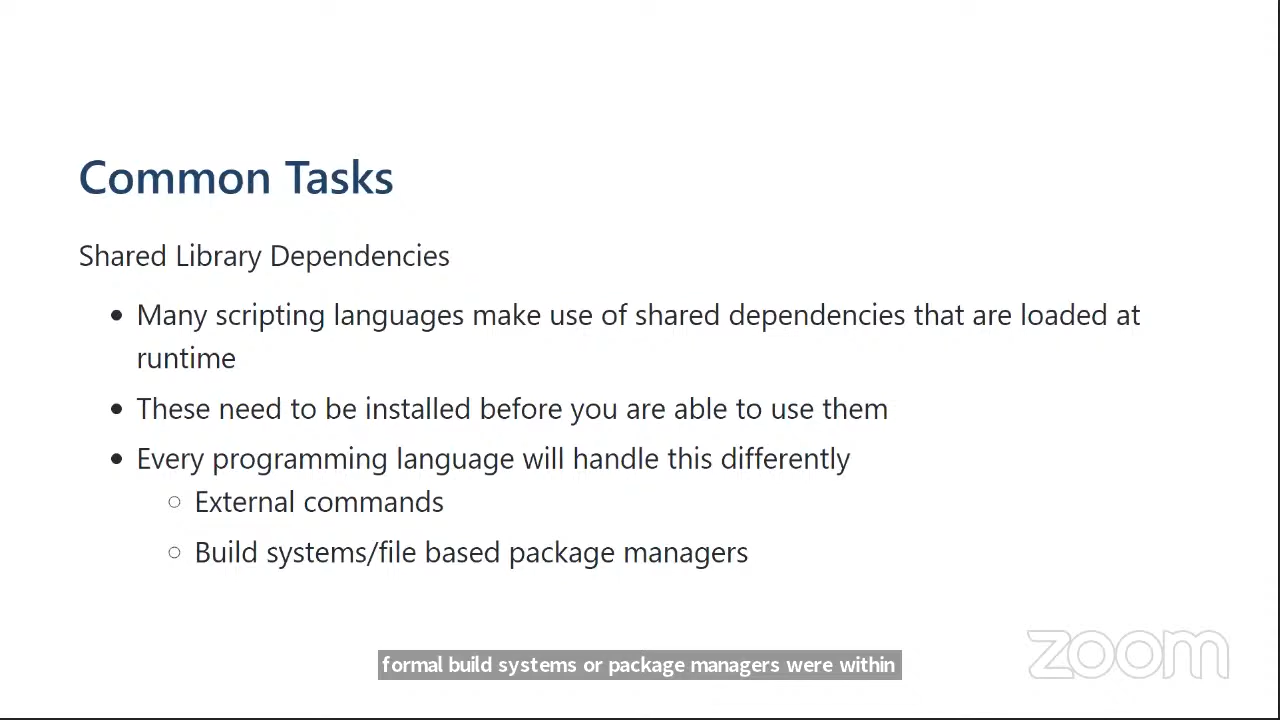 Common Tasks
Shared Library Dependencies
• Many scripting languages make use of shared dependencies that are loaded at
runtime
• These need to be installed before you are able to use them
• Every programming language will handle this differently
○ External commands
○ Build systems/file based package managers
formal build systems or package managers were within
zoom